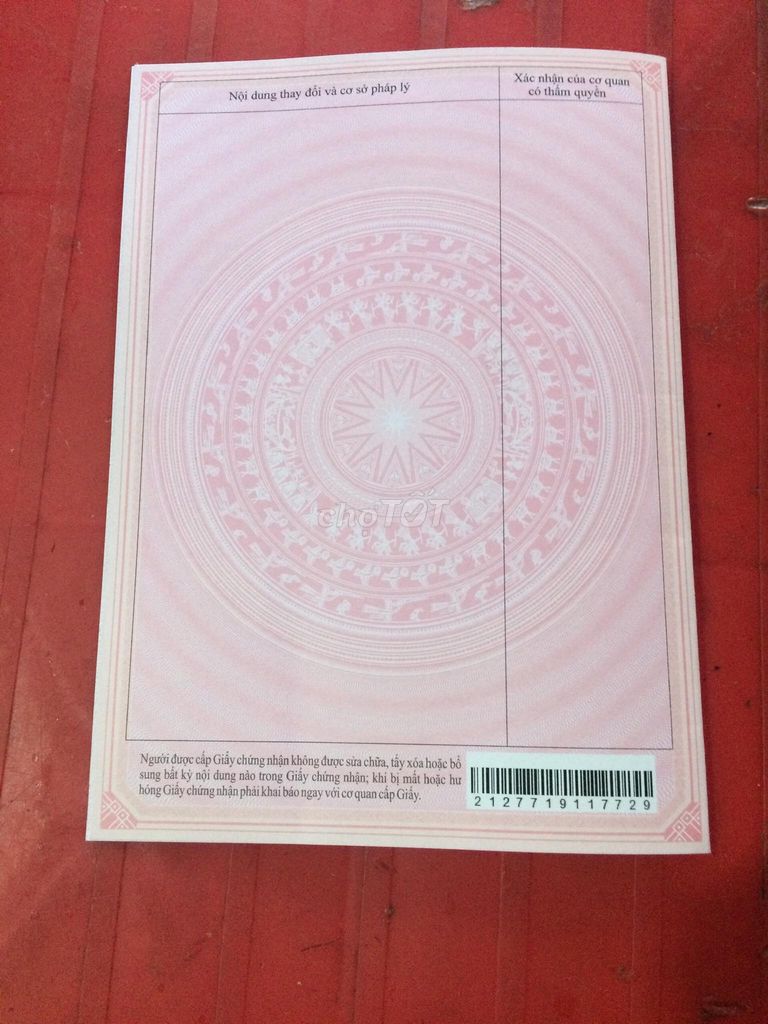 Nội dung thay đổi và cơ sở pháp lý
Xác nhận của cơ quan
có thẩm quyền
chợTỐT
Người được cấp Giấy chứng nhận không được sửa chữa, tẩy xóa hoặc bổ
sung bất kỳ nội dung nào trong Giấy chứng nhận; khi bị mất hoặc hư
hỏng Giấy chứng nhận phải khai báo ngay với cơ quan cấp Giấy.
2127719117729